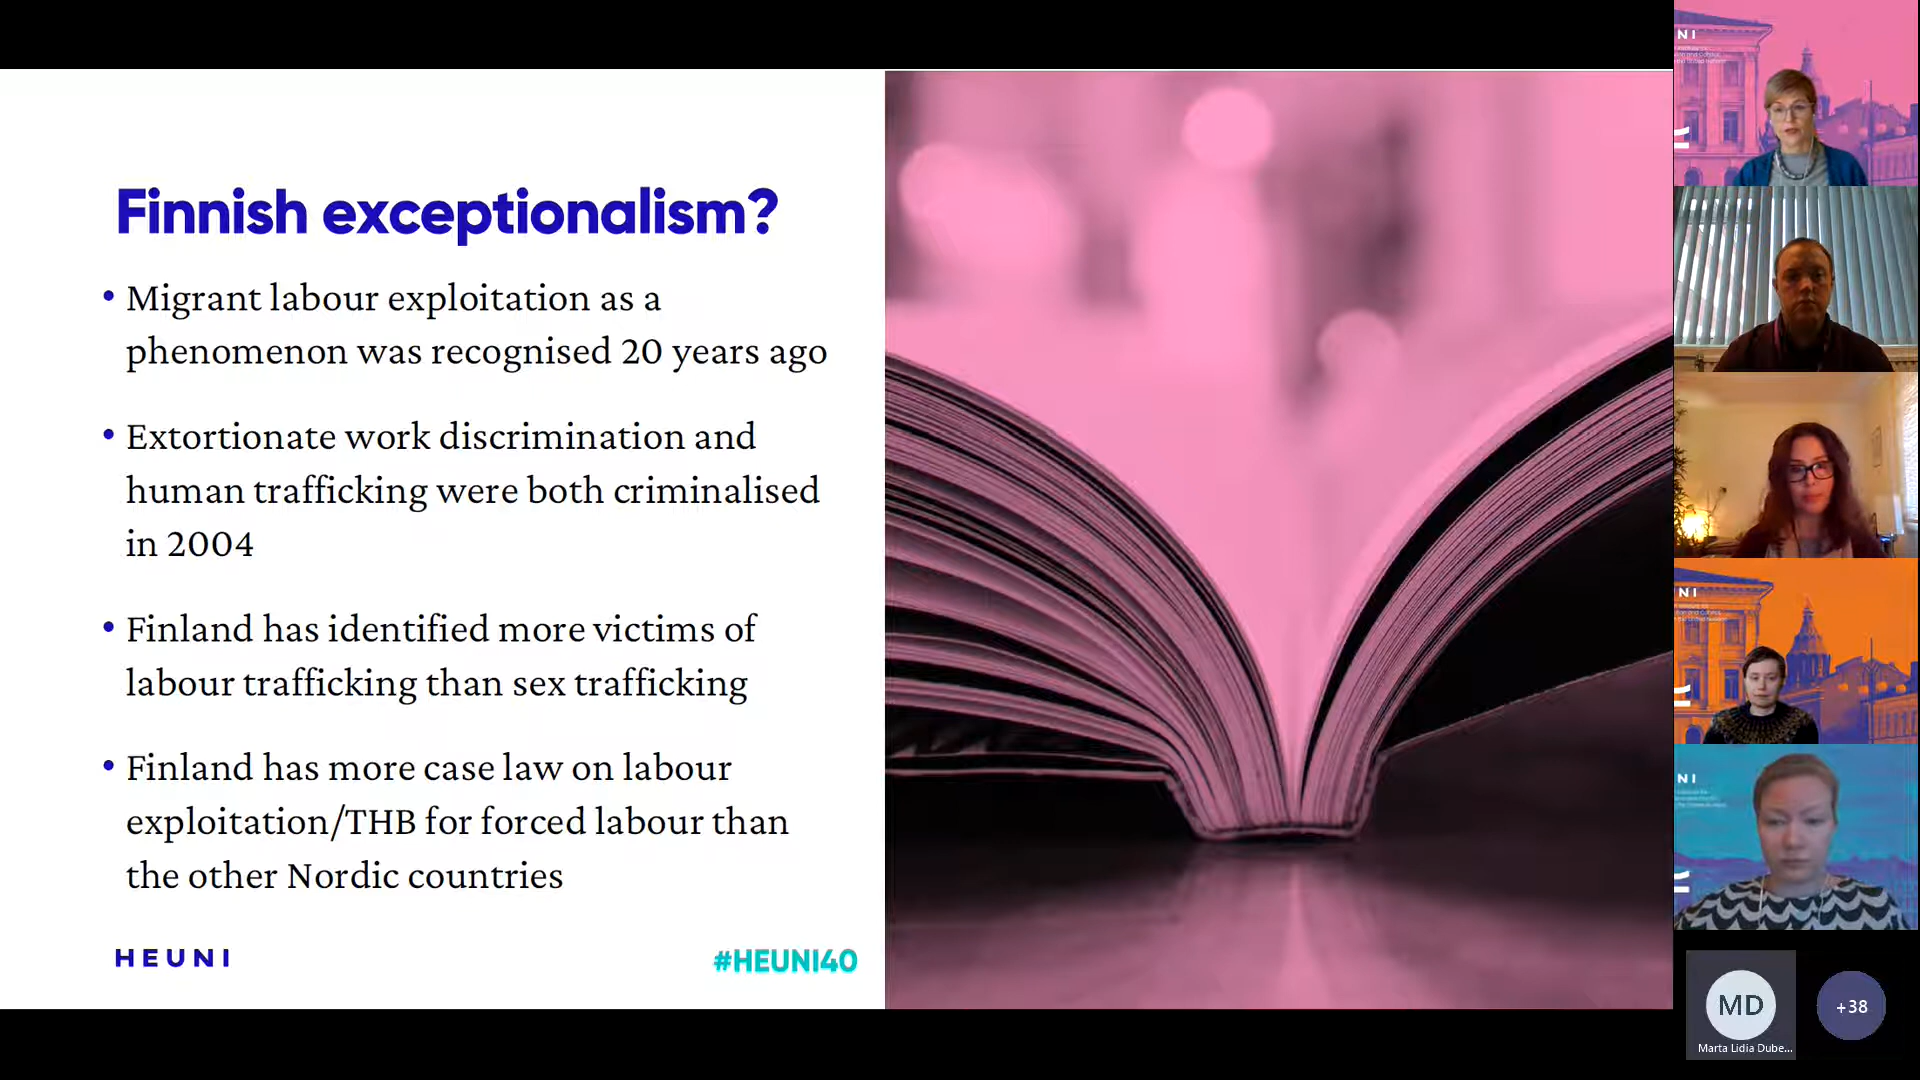 Finnish exceptionalism?
• Migrant labour exploitation as a
phenomenon was recognised 20 years ago
• Extortionate work discrimination and
human trafficking were both criminalised
in 2004
• Finland has identified more victims of
labour trafficking than sex trafficking
• Finland has more case law on labour
exploitation/THB for forced labour than
the other Nordic countries
HEUNI
#HEUNI40
NI
NI
NI
MD
Marta Lidia Dube...
+38